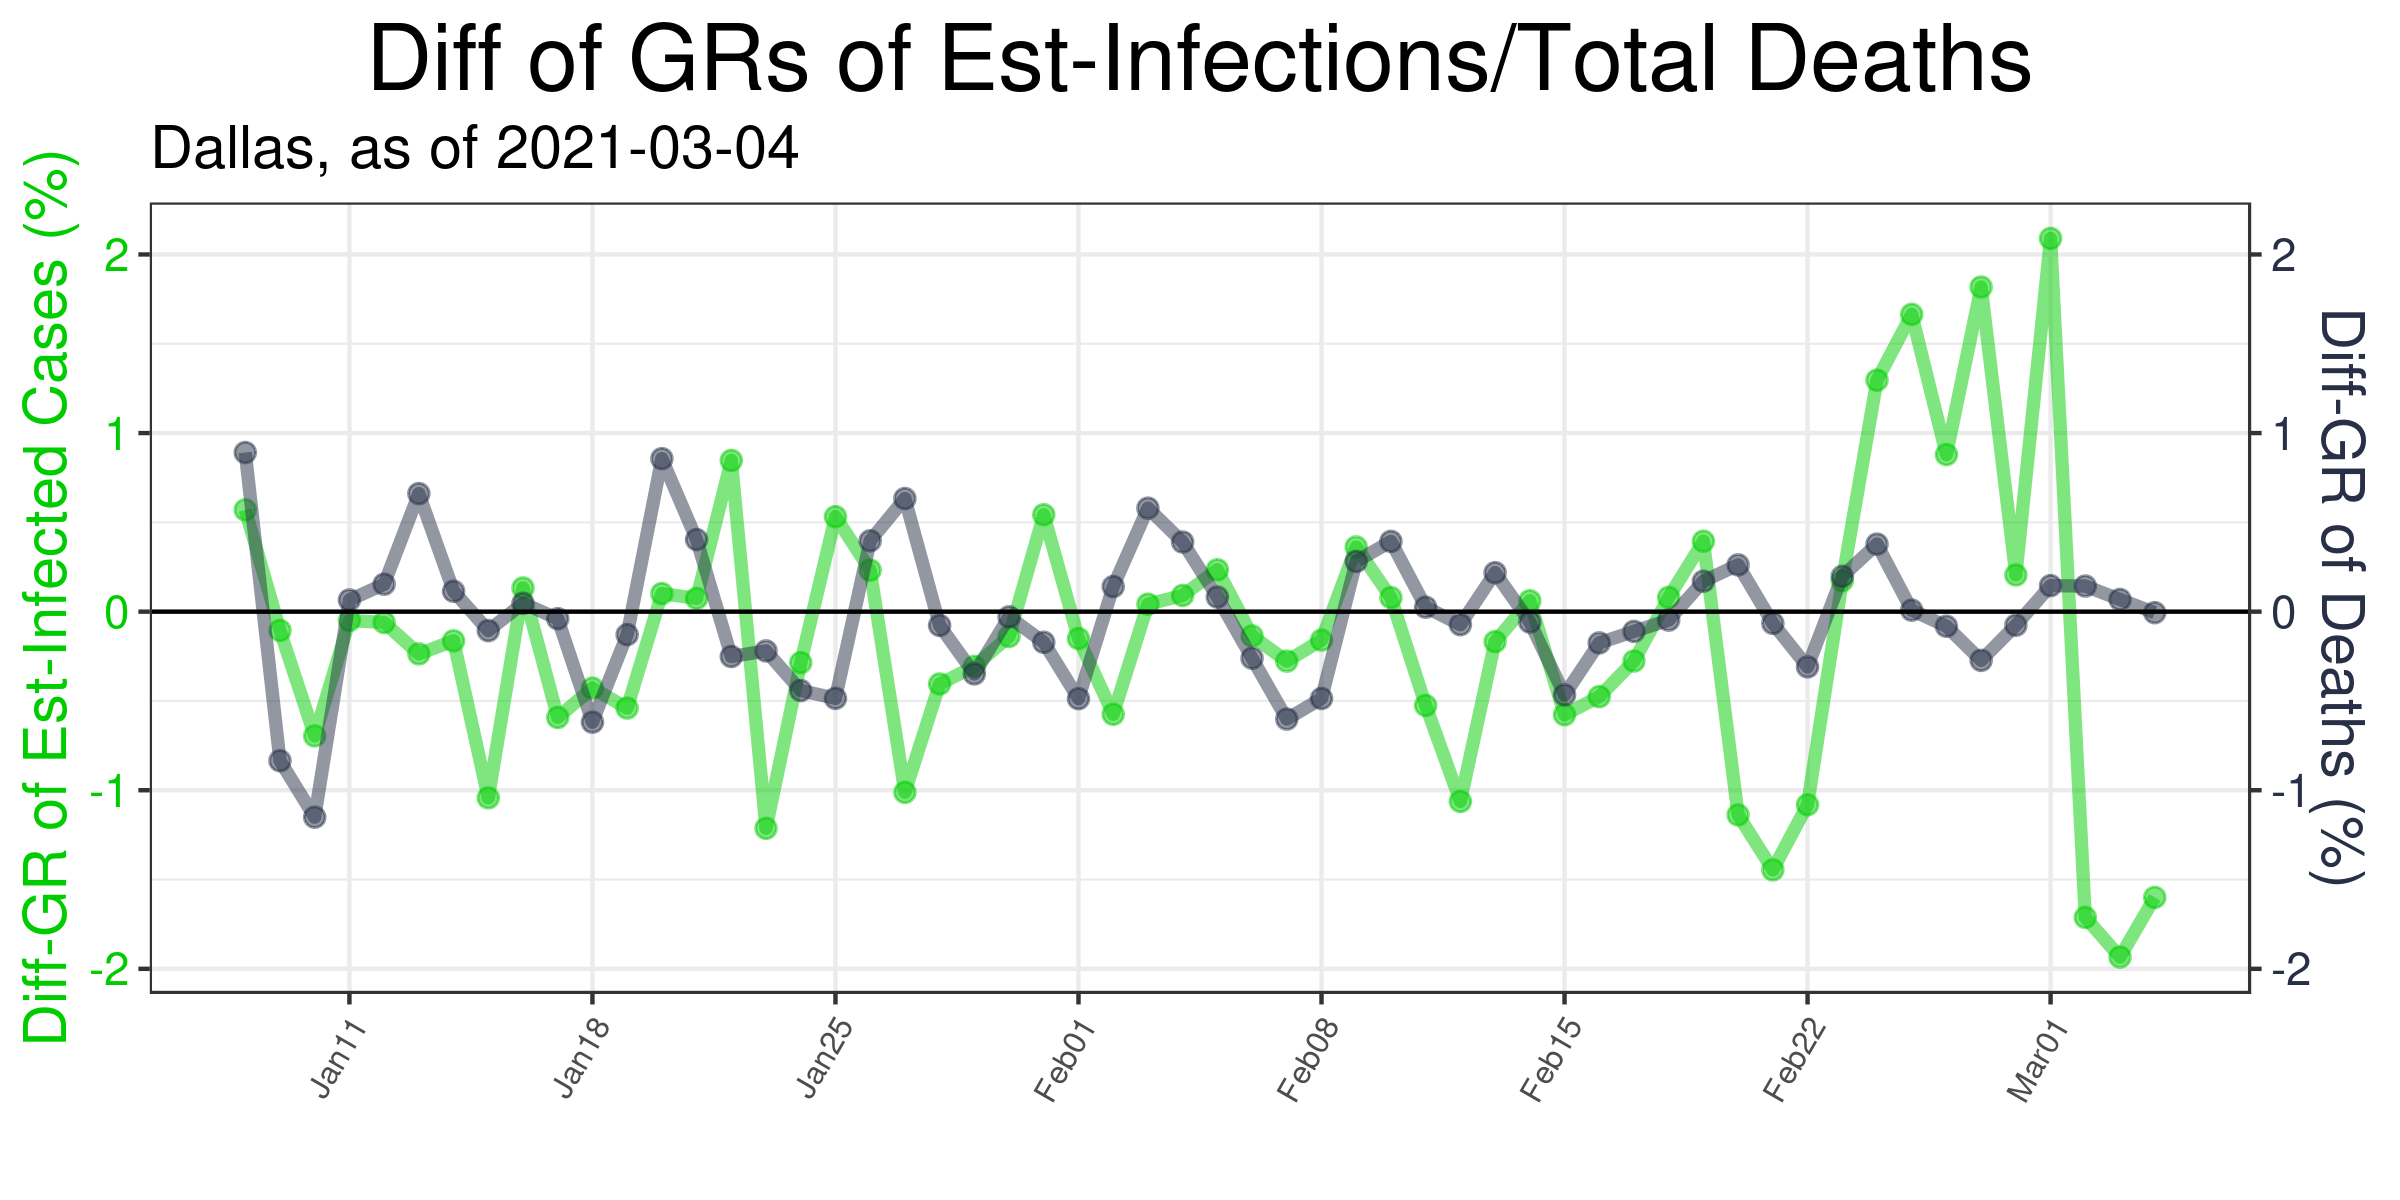 Diff of GRs of Est-Infections/Total Deaths
Dallas, as of 2021-03-04
Diff-GR of Est-Infected Cases (%)
2
1
0
-1
-2
2
1
0
-1
-2
Diff-GR of Deaths (%)
Jan11
Jan18
Jan25
Feb01
Feb08
Feb15
Feb22
Mar01